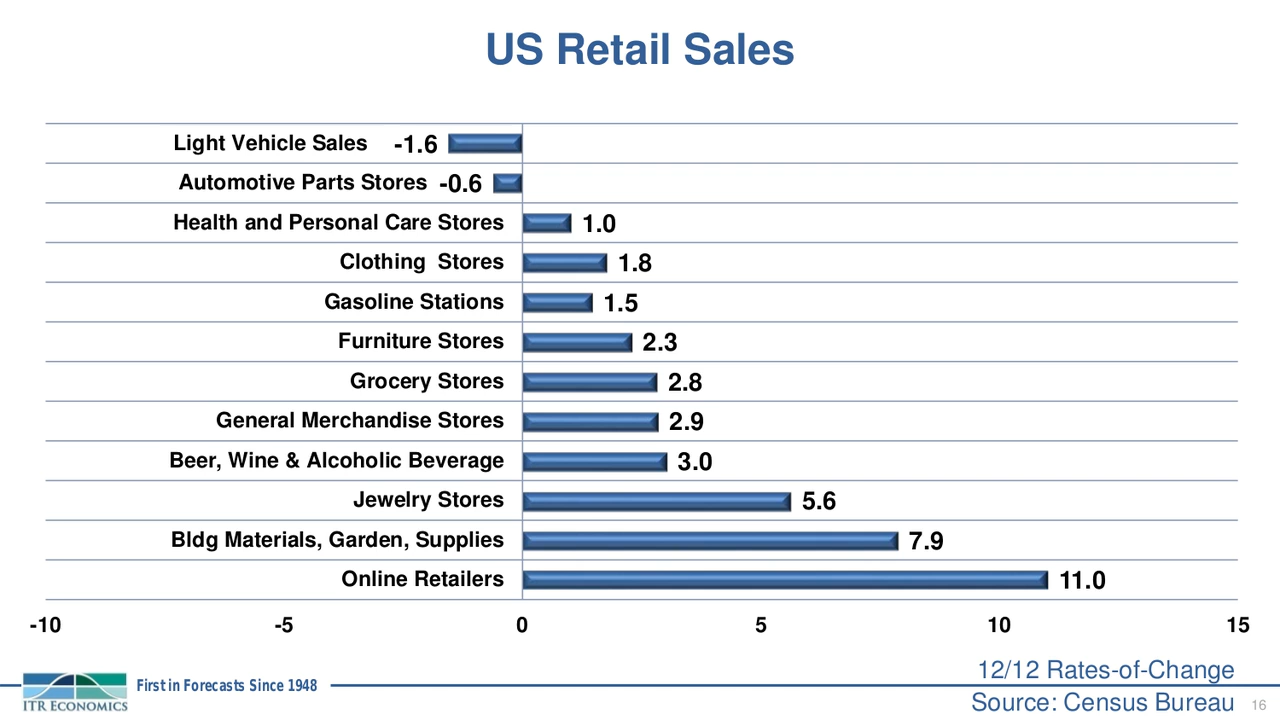 US Retail Sales
Light Vehicle Sales -1.6
Automotive Parts Stores -0.6
Health and Personal Care Stores 1.0
Clothing  Stores 1.8
Gasoline Stations 1.5
Furniture Stores 2.3
Grocery Stores 2.8
General Merchandise Stores 2.9
Beer, Wine & Alcoholic Beverage 3.0
Jewelry Stores 5.6
Bldg Materials, Garden, Supplies 7.9
Online Retailers 11.0
-10 -5 0 5 10 15
12/12 Rates-of-Change
First in Forecasts Since 1948
ITR ECONOMICS
Source: Census Bureau 16